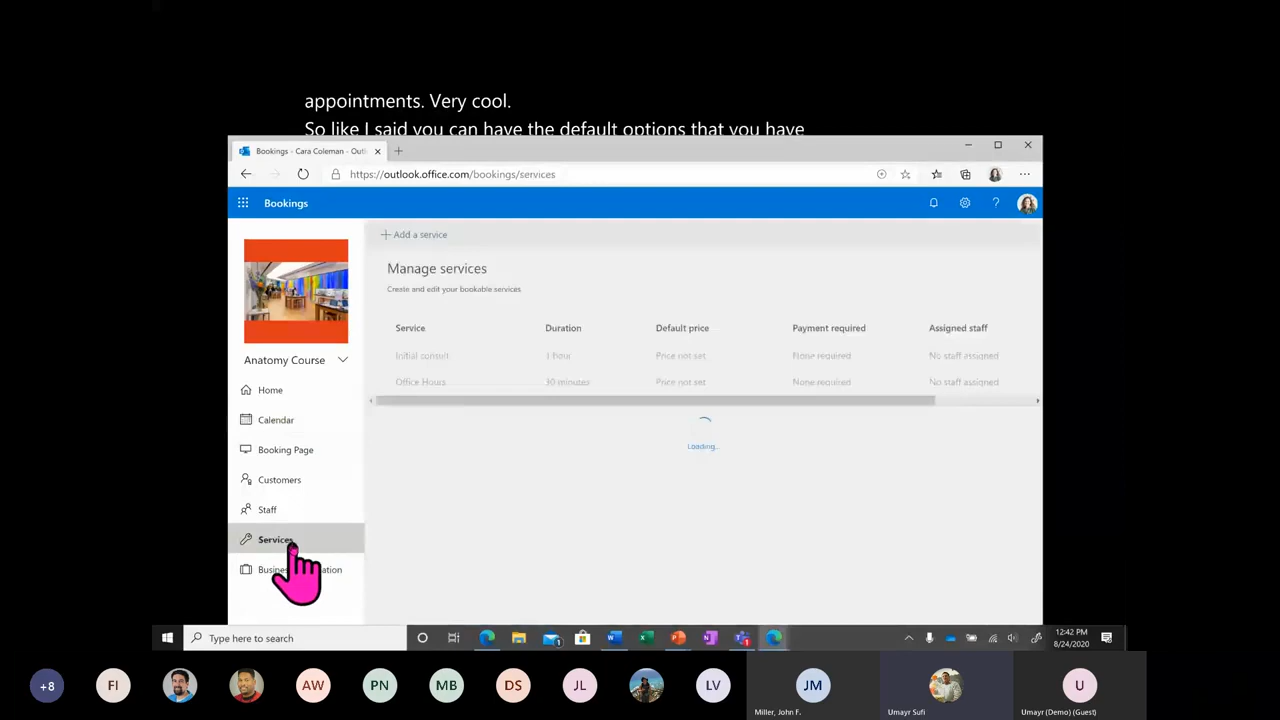 appointments. Very cool.
So like I said you can have the default options that you have
Bookings - Cara Coleman - Outl
https://outlook.office.com/bookings/services
Bookings
Add a service
Manage services
Create and edit your bookable services
Service Duration Default price Payment required Assigned staff
Initial consult 1 hour Price not set None required No staff assigned
Office Hours 30 minutes Price not set None required No staff assigned
Loading...
Anatomy Course
Home
Calendar
Booking Page
Customers
Staff
Services
Type here to search
12:42 PM
8/24/2020
+8 FI AW PN MB DS JL LV JM U
Miller, John F. Umayr Sufi Umayr (Demo) (Guest)